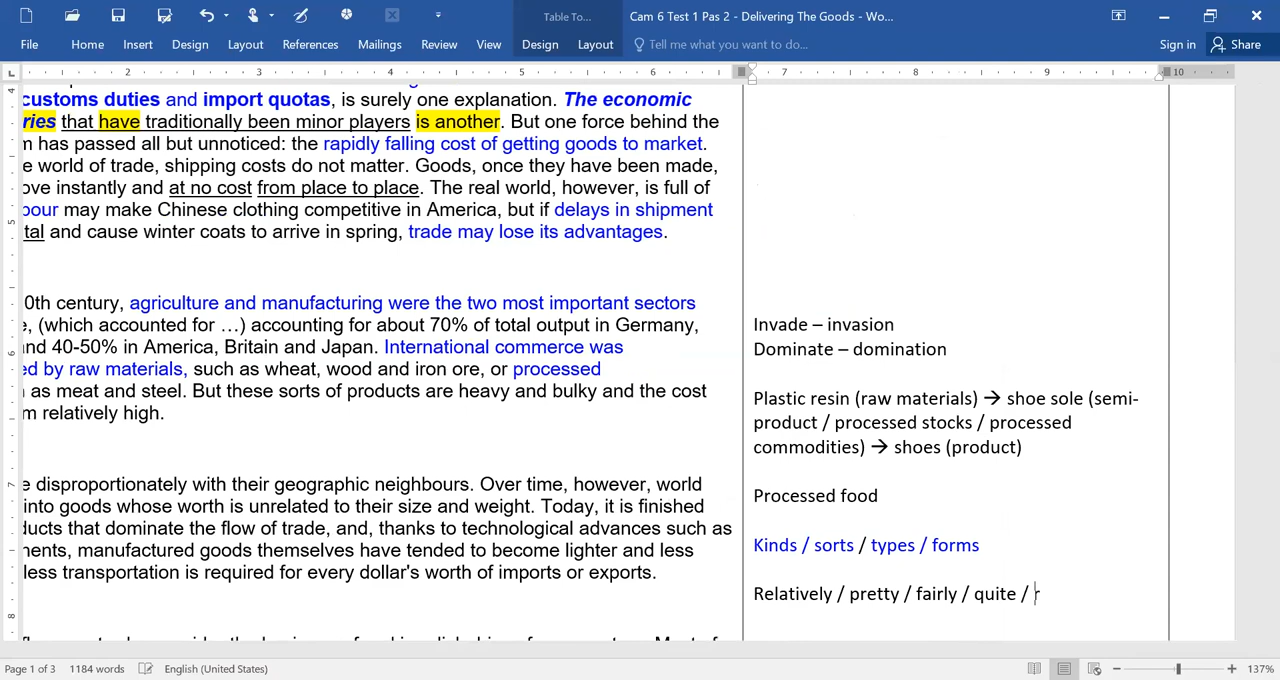 Table To...
Cam 6 Test 1 Pas 2 - Delivering The Goods - Wo...
File Home Insert Design Layout References Mailings Review View Design Layout Tell me what you want to do... Sign in Share
L 2 3 4 5 6 7 8 9 10
customs duties and import quotas, is surely one explanation. The economic
ries that have traditionally been minor players is another. But one force behind the
m has passed all but unnoticed: the rapidly falling cost of getting goods to market.
e world of trade, shipping costs do not matter. Goods, once they have been made,
ove instantly and at no cost from place to place. The real world, however, is full of
bour may make Chinese clothing competitive in America, but if delays in shipment
tal and cause winter coats to arrive in spring, trade may lose its advantages.
0th century, agriculture and manufacturing were the two most important sectors
e, (which accounted for …) accounting for about 70% of total output in Germany,
nd 40-50% in America, Britain and Japan. International commerce was
ed by raw materials, such as wheat, wood and iron ore, or processed
as meat and steel. But these sorts of products are heavy and bulky and the cost
m relatively high.
e disproportionately with their geographic neighbours. Over time, however, world
into goods whose worth is unrelated to their size and weight. Today, it is finished
ducts that dominate the flow of trade, and, thanks to technological advances such as
nents, manufactured goods themselves have tended to become lighter and less
less transportation is required for every dollar's worth of imports or exports.
Invade – invasion
Dominate – domination
Plastic resin (raw materials) → shoe sole (semi-
product / processed stocks / processed
commodities) → shoes (product)
Processed food
Kinds / sorts / types / forms
Relatively / pretty / fairly / quite / r
4
5
6
7
8
Page 1 of 3 1184 words English (United States) 137%